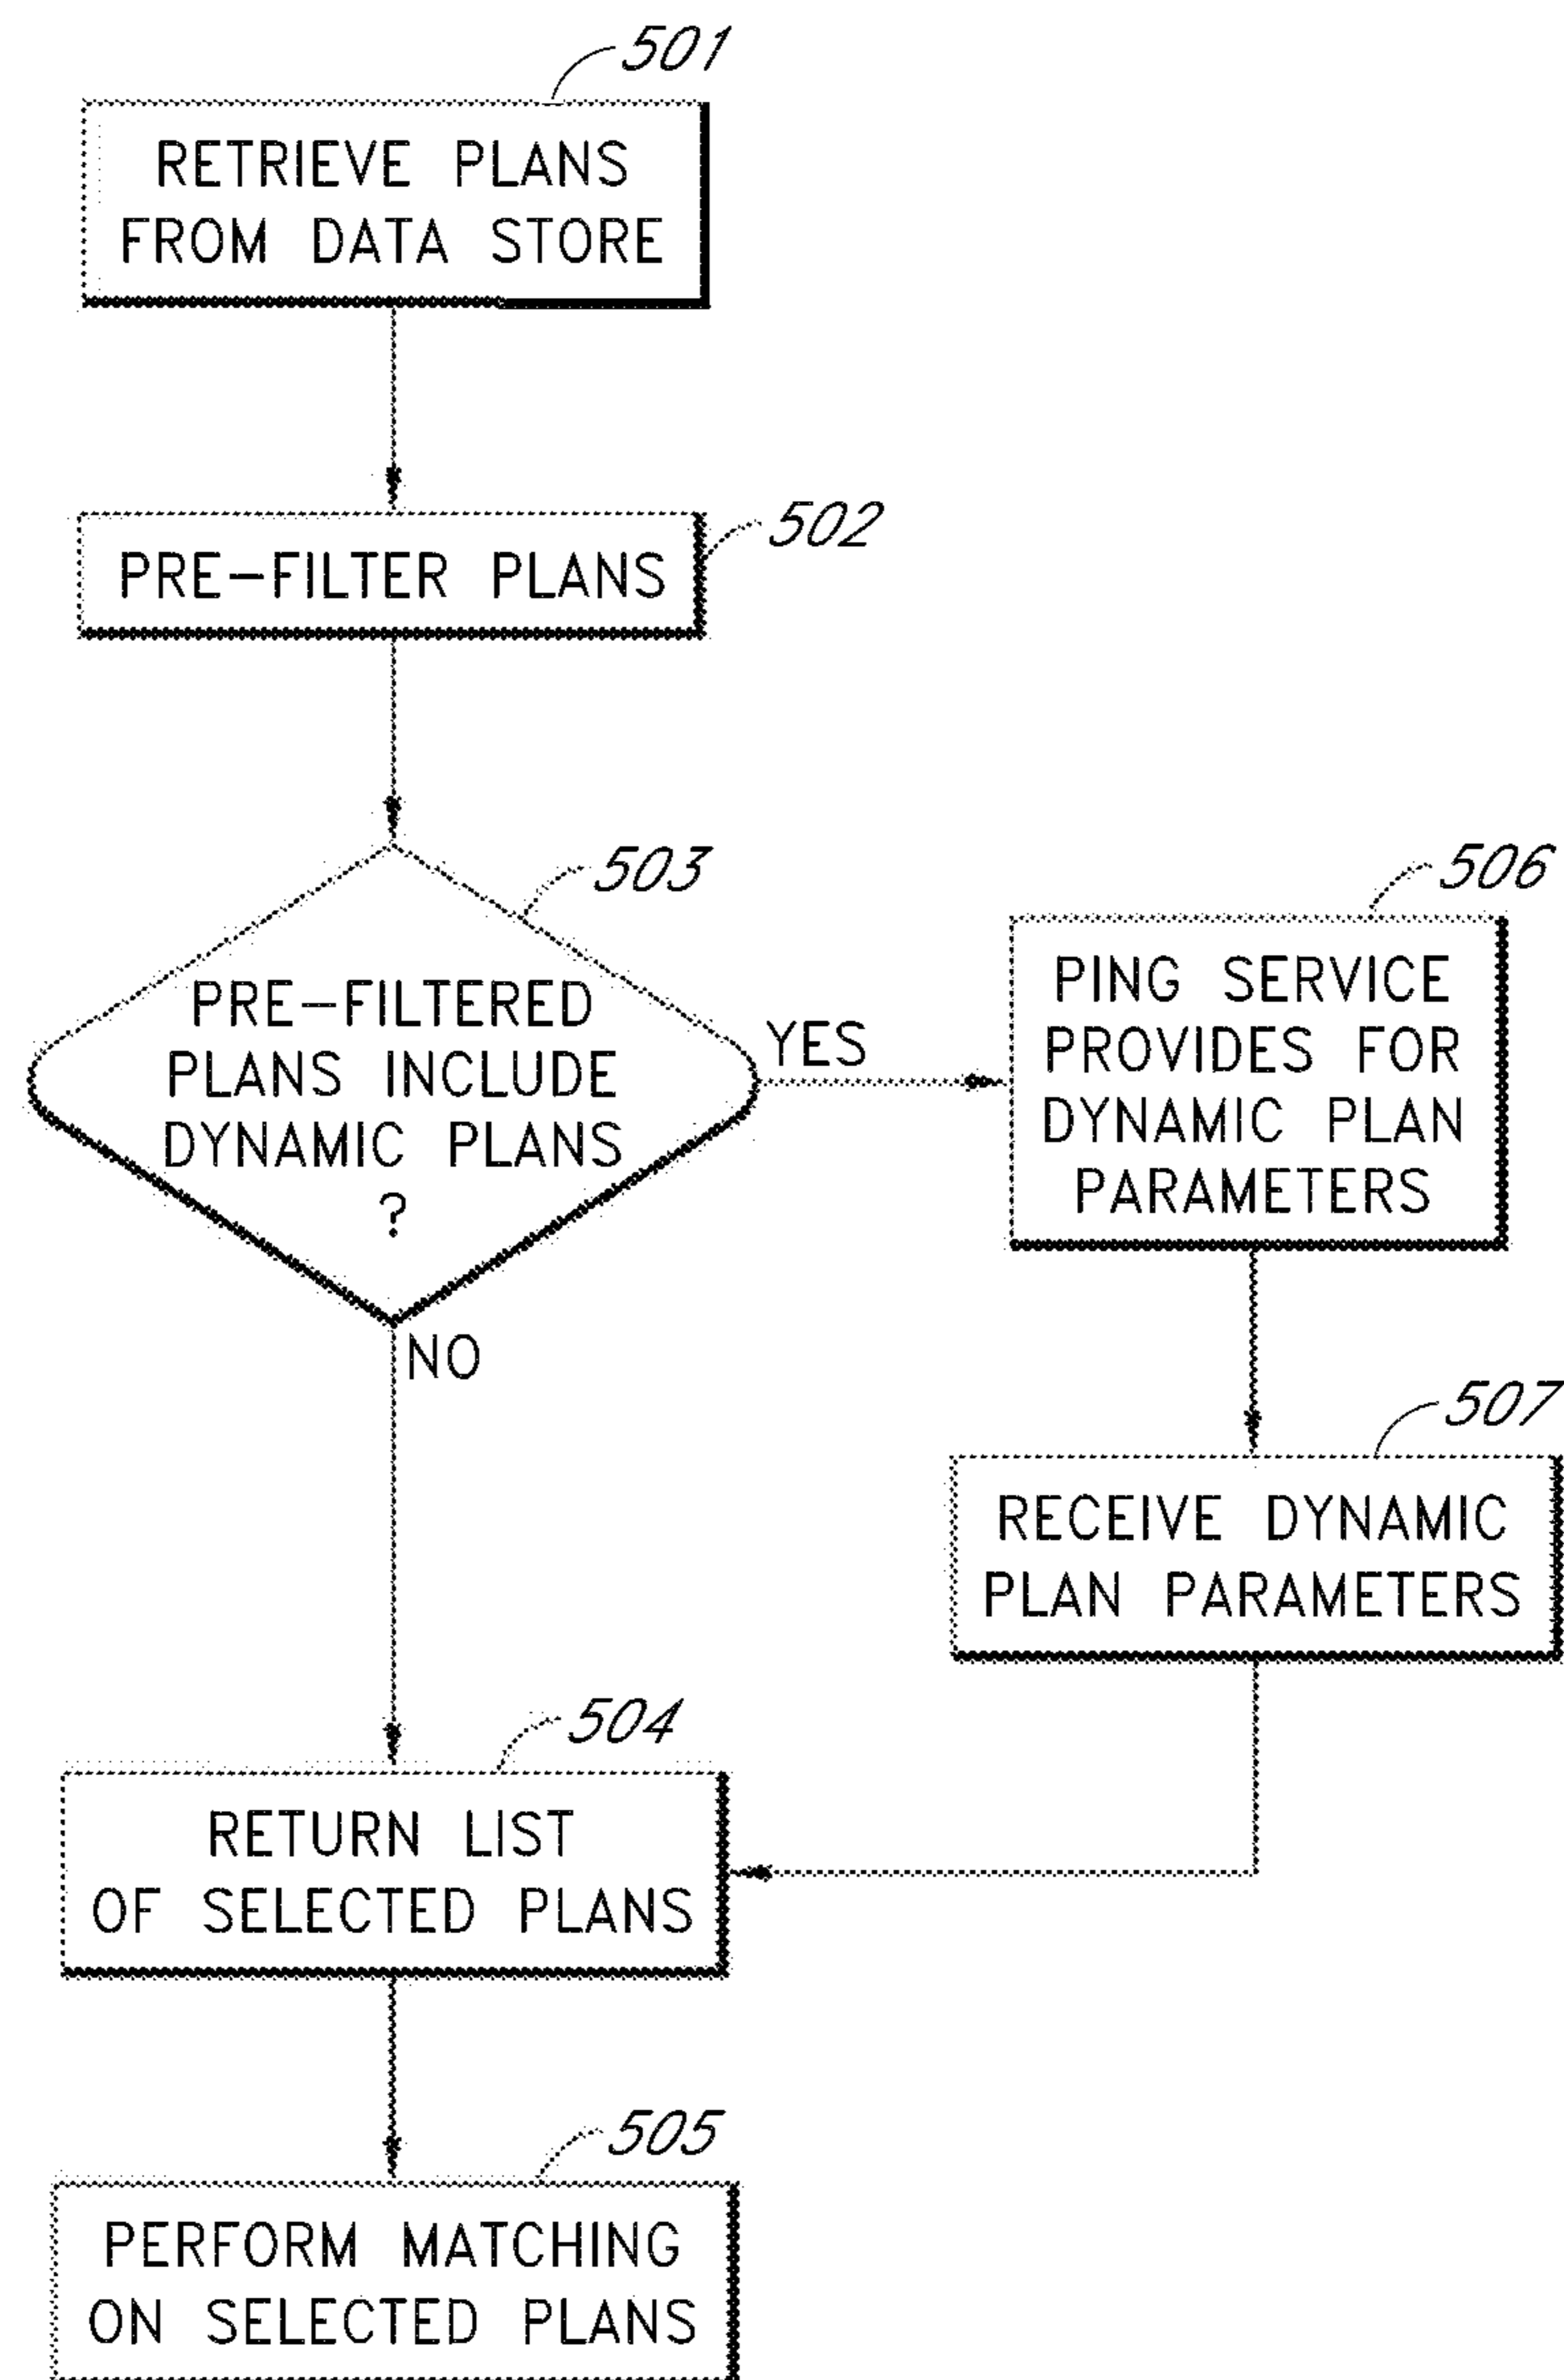 501
RETRIEVE PLANS
FROM DATA STORE
502
PRE-FILTER PLANS
503
PRE-FILTERED
PLANS INCLUDE
DYNAMIC PLANS
?
YES
NO
506
PING SERVICE
PROVIDES FOR
DYNAMIC PLAN
PARAMETERS
507
RECEIVE DYNAMIC
PLAN PARAMETERS
504
RETURN LIST
OF SELECTED PLANS
505
PERFORM MATCHING
ON SELECTED PLANS